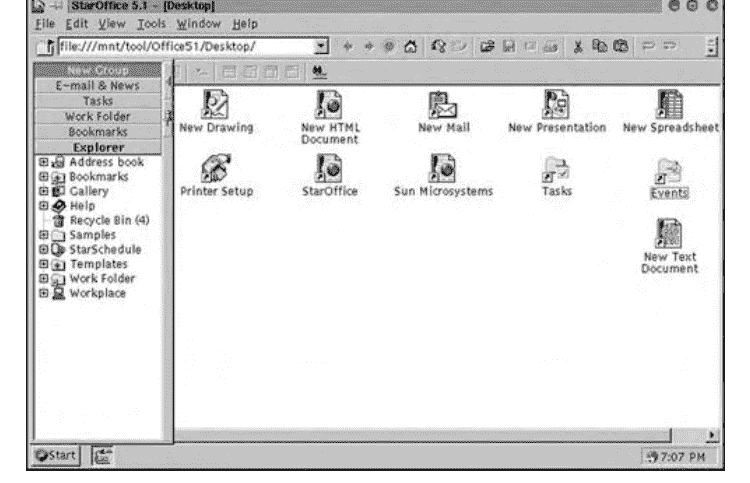 StarOffice 5.1 - [Desktop]
File Edit View Tools Window Help
file:///mnt/tool/Office51/Desktop/
New Group
E-mail & News
Tasks
Work Folder
Bookmarks
Explorer
Address book
Bookmarks
Gallery
Help
Recycle Bin (4)
Samples
StarSchedule
Templates
Work Folder
Workplace
New Drawing
New HTML
Document
New Mail
New Presentation
New Spreadsheet
Printer Setup
StarOffice
Sun Microsystems
Tasks
Events
New Text
Document
Start
7:07 PM